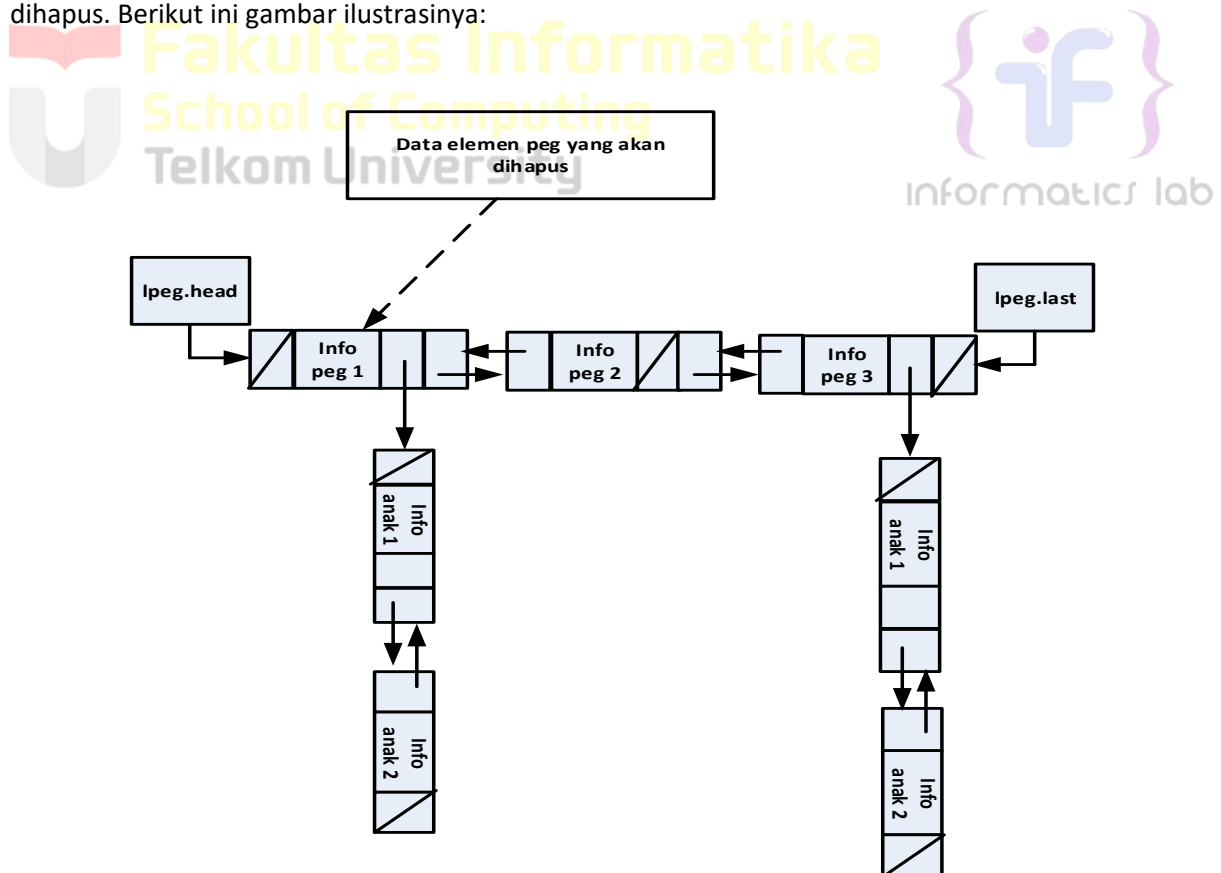 dihapus. Berikut ini gambar ilustrasinya:
Fakultas Informatika
School of Computing
Telkom University
informatics lab
Data elemen peg yang akan
dihapus
lpeg.head
lpeg.last
Info
peg 1
Info
peg 2
Info
peg 3
Info
anak 1
Info
anak 1
Info
anak 2
Info
anak 2